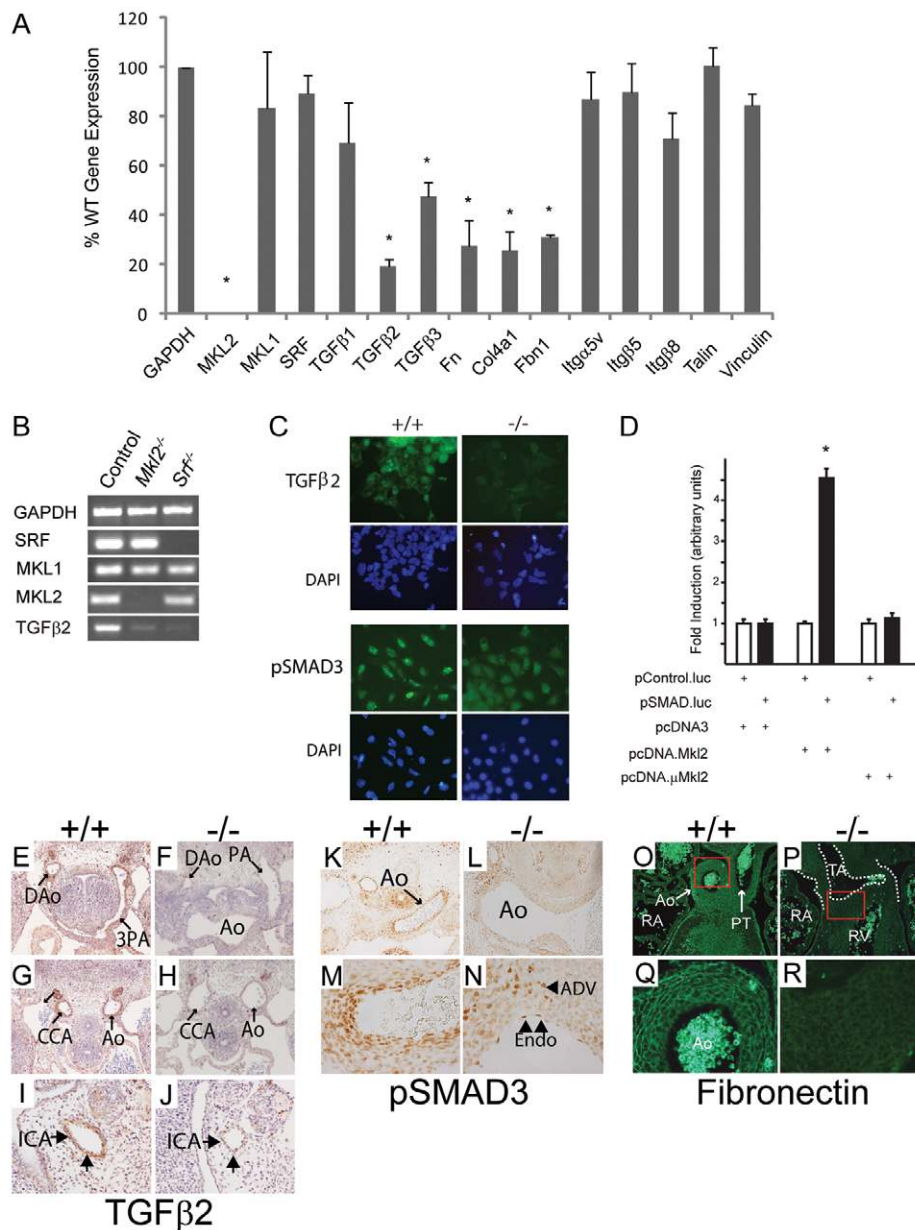 A
% WT Gene Expression
120
100
80
60
40
20
0
* * * * * *
GAPDH MKL2 MKL1 SRF TGFβ1 TGFβ2 TGFβ3 Fn Col4a1 Fbn1 Itgα5v Itgβ5 Itgβ8 Talin Vinculin
B
Control Mkl2-/- Srf-/-
GAPDH
SRF
MKL1
MKL2
TGFβ2
C
+/+ -/-
TGFβ2
DAPI
pSMAD3
DAPI
D
*
Fold Induction (arbitrary units)
4
3
2
1
pControl.luc + + +
pSMAD.luc + + +
pcDNA3 + +
pcDNA.Mkl2 + +
pcDNA.μMkl2 + +
+/+ -/-
E DAo 3PA
F DAo PA Ao
G CCA Ao
H CCA Ao
I ICA
J ICA
TGFβ2
+/+ -/-
K Ao
L Ao
M
N ADV Endo
pSMAD3
+/+ -/-
O Ao RA PT
P TA RA RV
Q Ao
R
Fibronectin